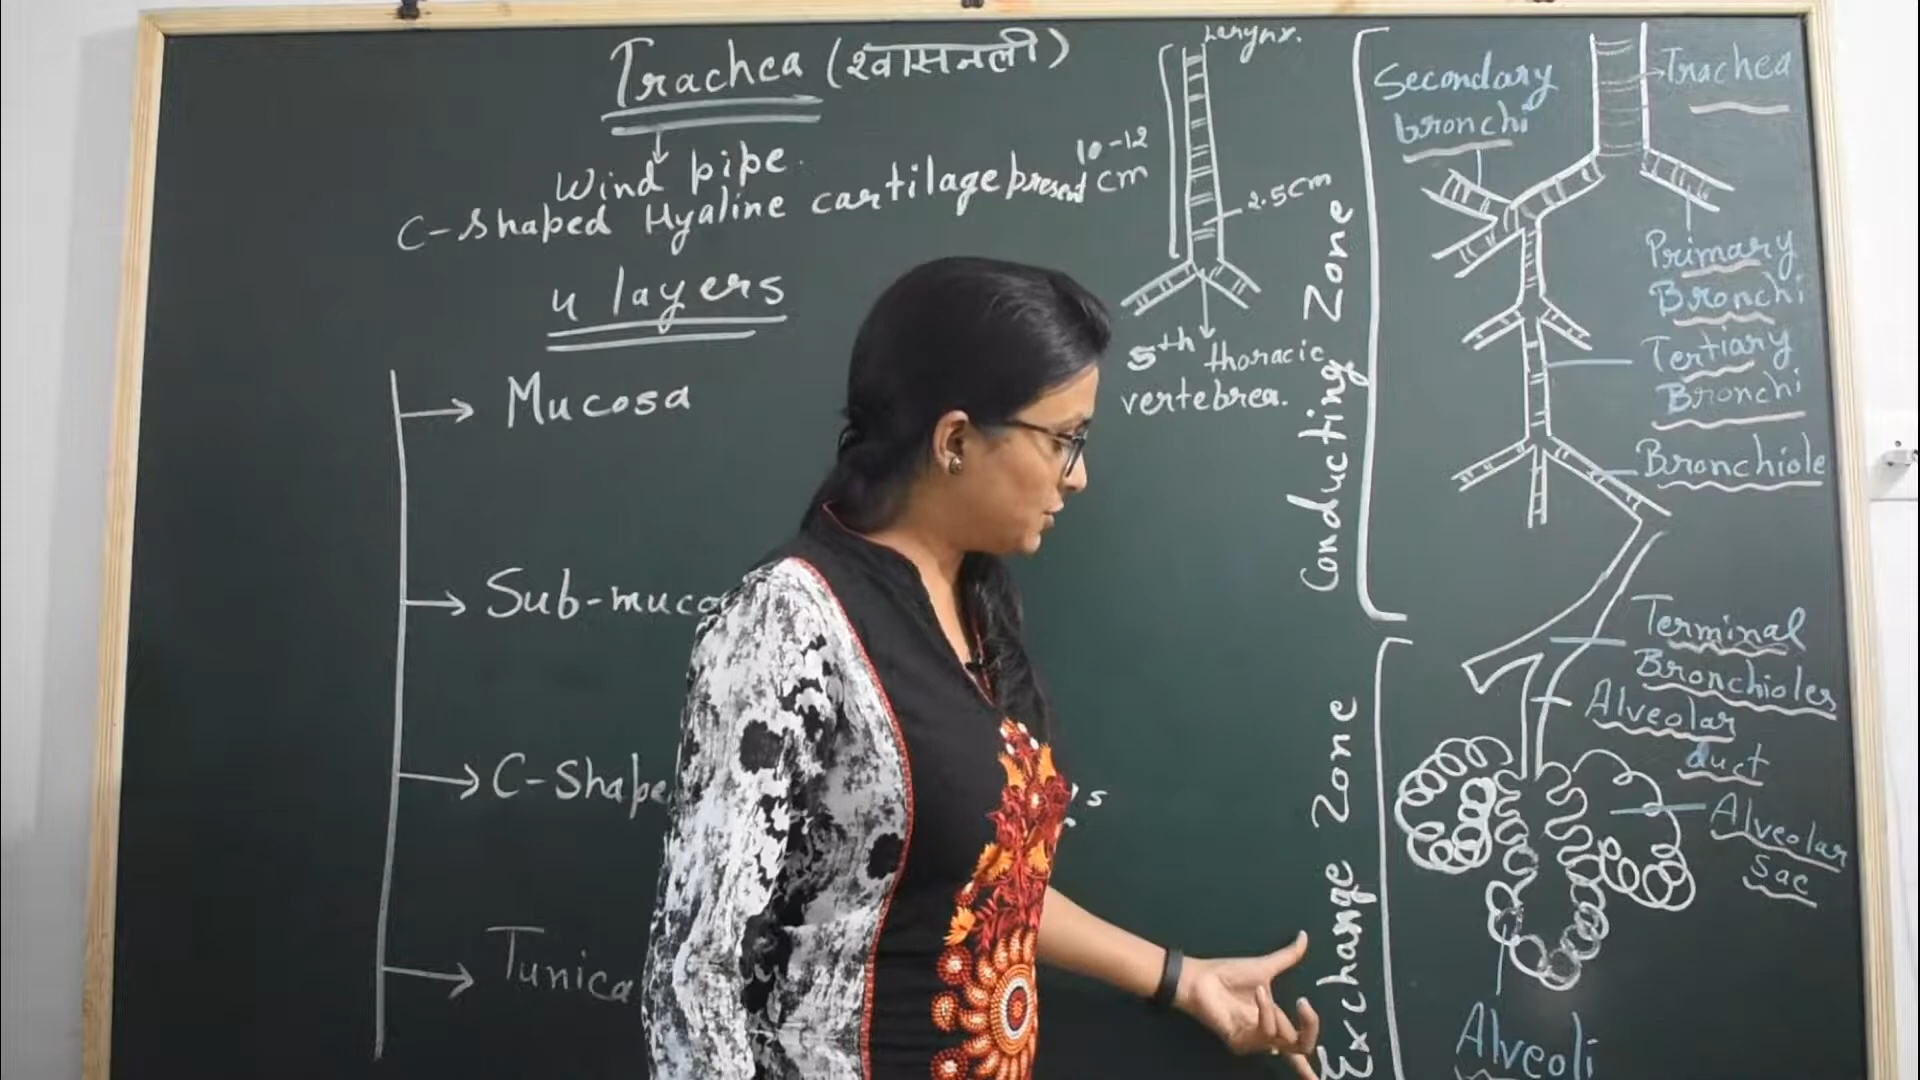 Trachea (श्वासनली)
Wind pipe
C-shaped Hyaline cartilage present
4 layers
Mucosa
Sub-muco
C-Shape
s
Tunica
Larynx.
10-12
cm
2.5cm
5th thoracic
vertebrea.
Conducting Zone
Exchange Zone
Secondary
bronchi
Trachea
Primary
Bronchi
Tertiary
Bronchi
Bronchiole
Terminal
Bronchioles
Alveolar
duct
Alveolar
sac
Alveoli